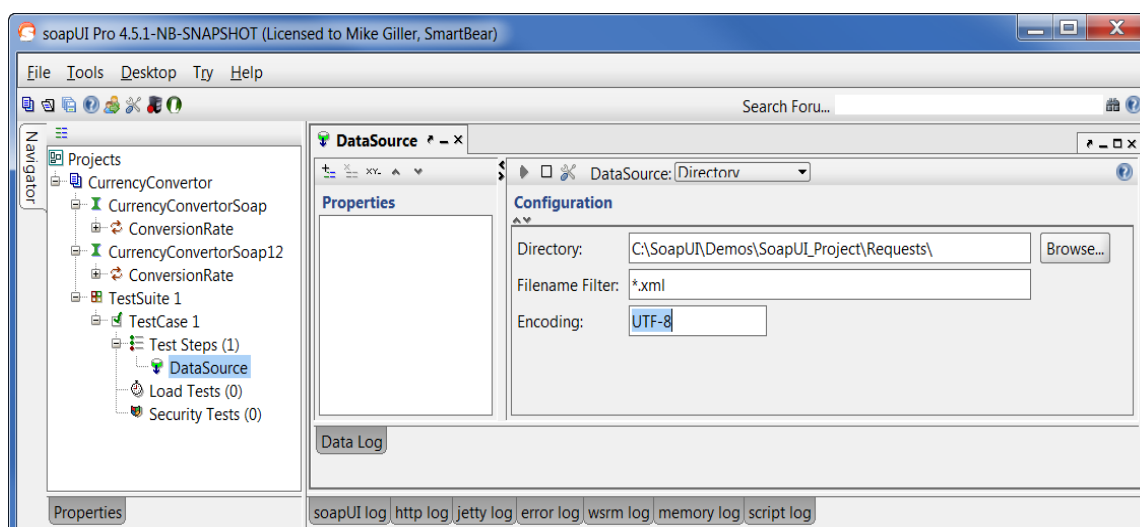 soapUI Pro 4.5.1-NB-SNAPSHOT (Licensed to Mike Giller, SmartBear)
File Tools Desktop Try Help
Search Foru...
Navigator
Projects
CurrencyConvertor
CurrencyConvertorSoap
ConversionRate
CurrencyConvertorSoap12
ConversionRate
TestSuite 1
TestCase 1
Test Steps (1)
DataSource
Load Tests (0)
Security Tests (0)
Properties
DataSource
XY-
DataSource: Directory
Properties
Configuration
Directory: C:\SoapUI\Demos\SoapUI_Project\Requests\ Browse...
Filename Filter: *.xml
Encoding: UTF-8
Data Log
soapUI log http log jetty log error log wsrm log memory log script log